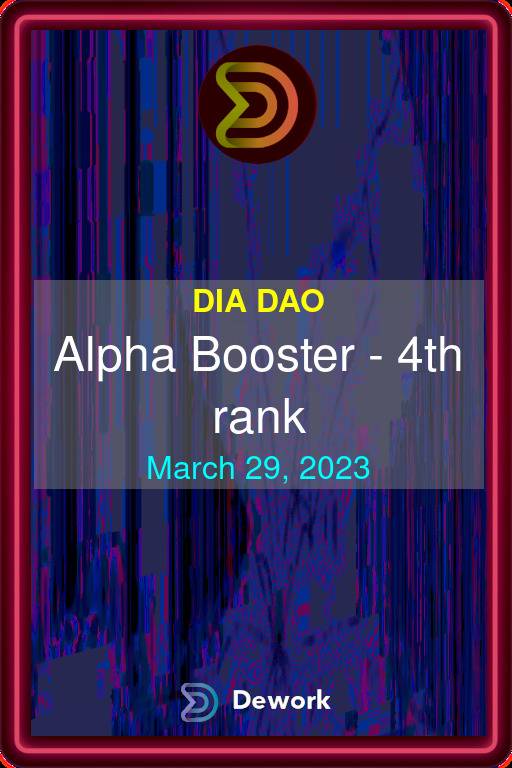 DIA DAO
Alpha Booster - 4th
rank
March 29, 2023
Dework